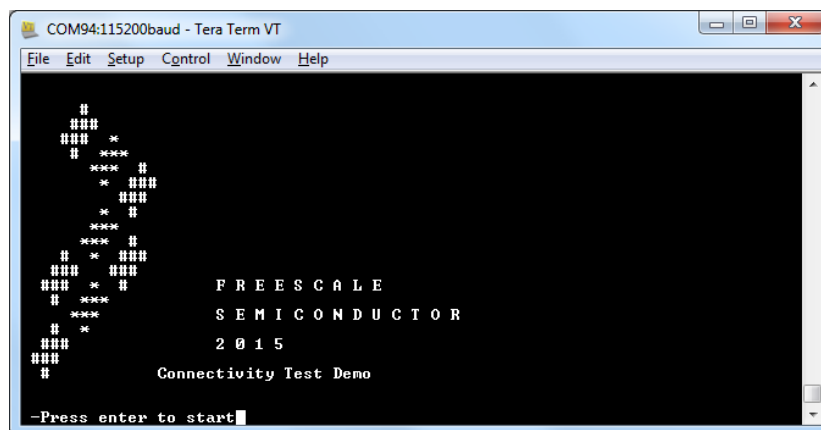 COM94:115200baud - Tera Term VT
File Edit Setup Control Window Help
#
###
### *
# ***
*** #
* ###
###
* #
***
*** #
# * ###
### ###
### * # F R E E S C A L E
# ***
*** S E M I C O N D U C T O R
# *
### 2 0 1 5
###
# Connectivity Test Demo
-Press enter to start